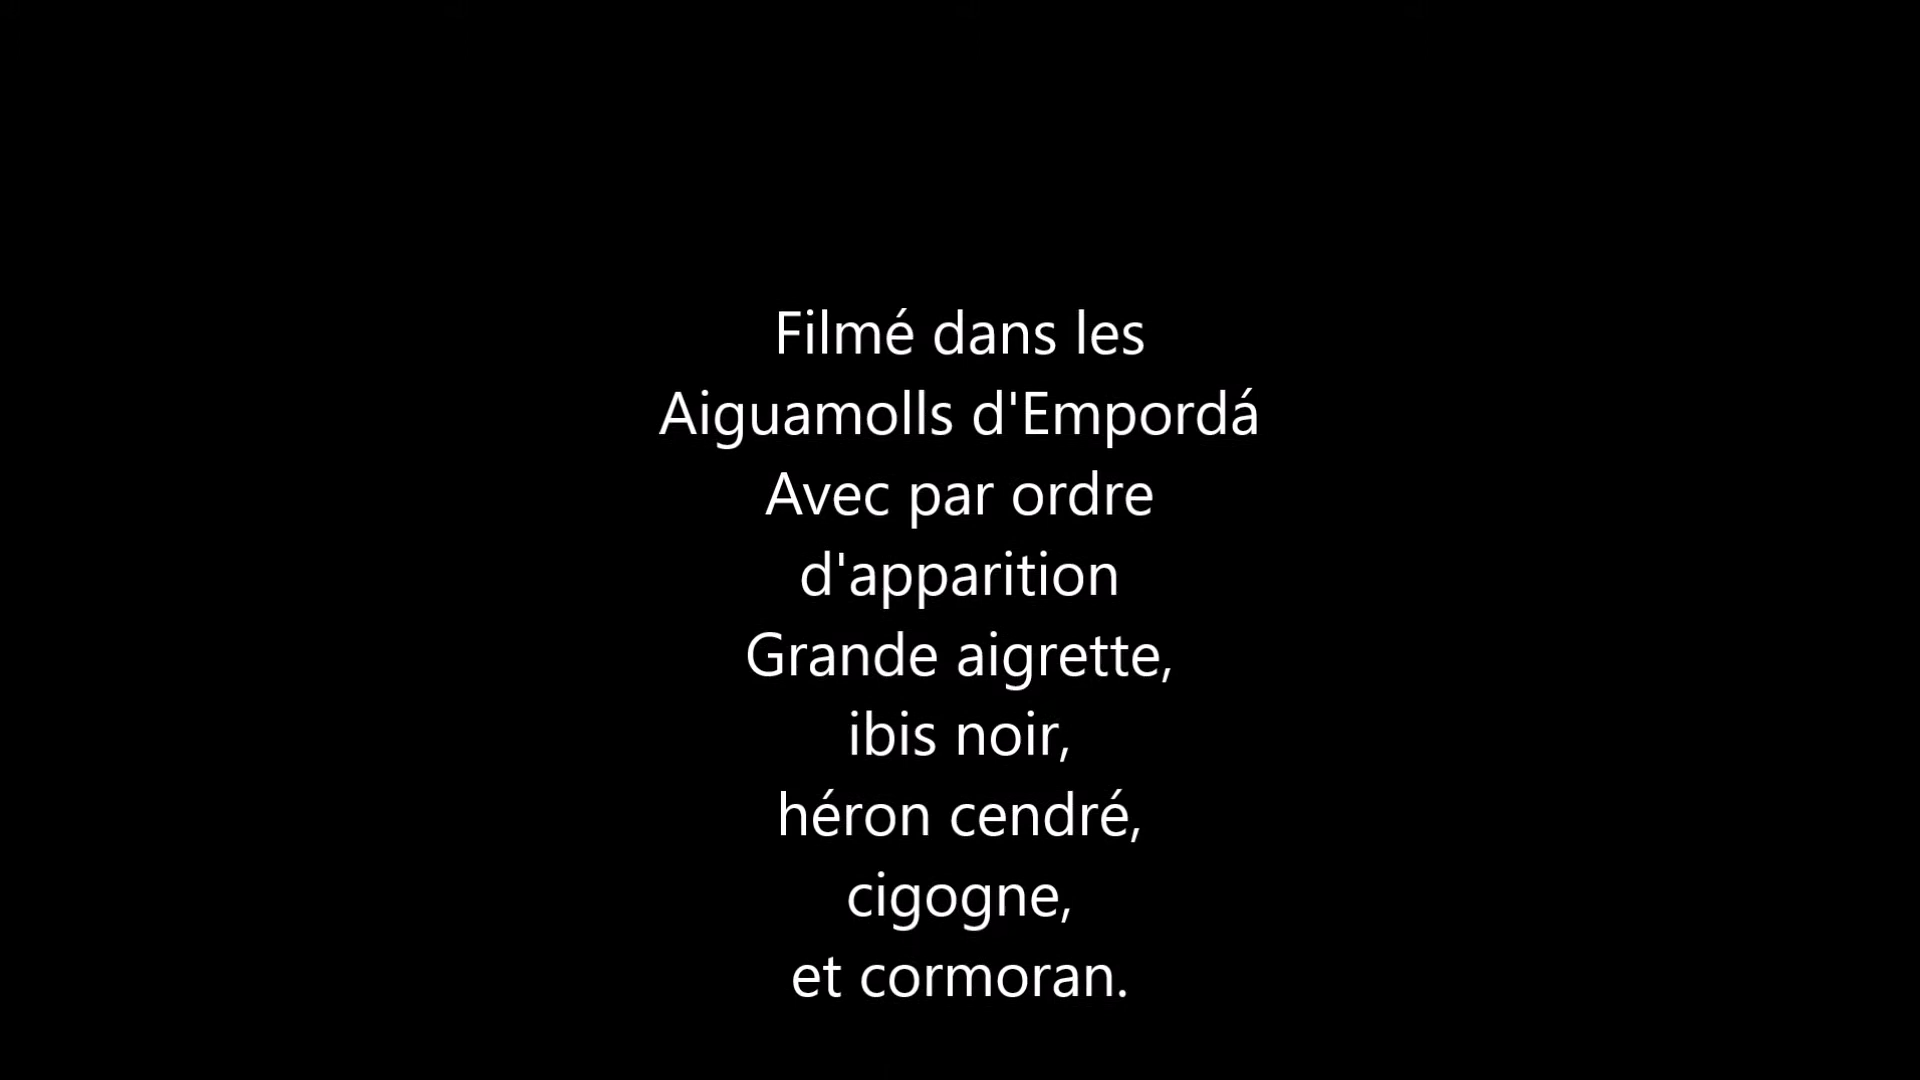 Filmé dans les
Aiguamolls d'Empordá
Avec par ordre
d'apparition
Grande aigrette,
ibis noir,
héron cendré,
cigogne,
et cormoran.